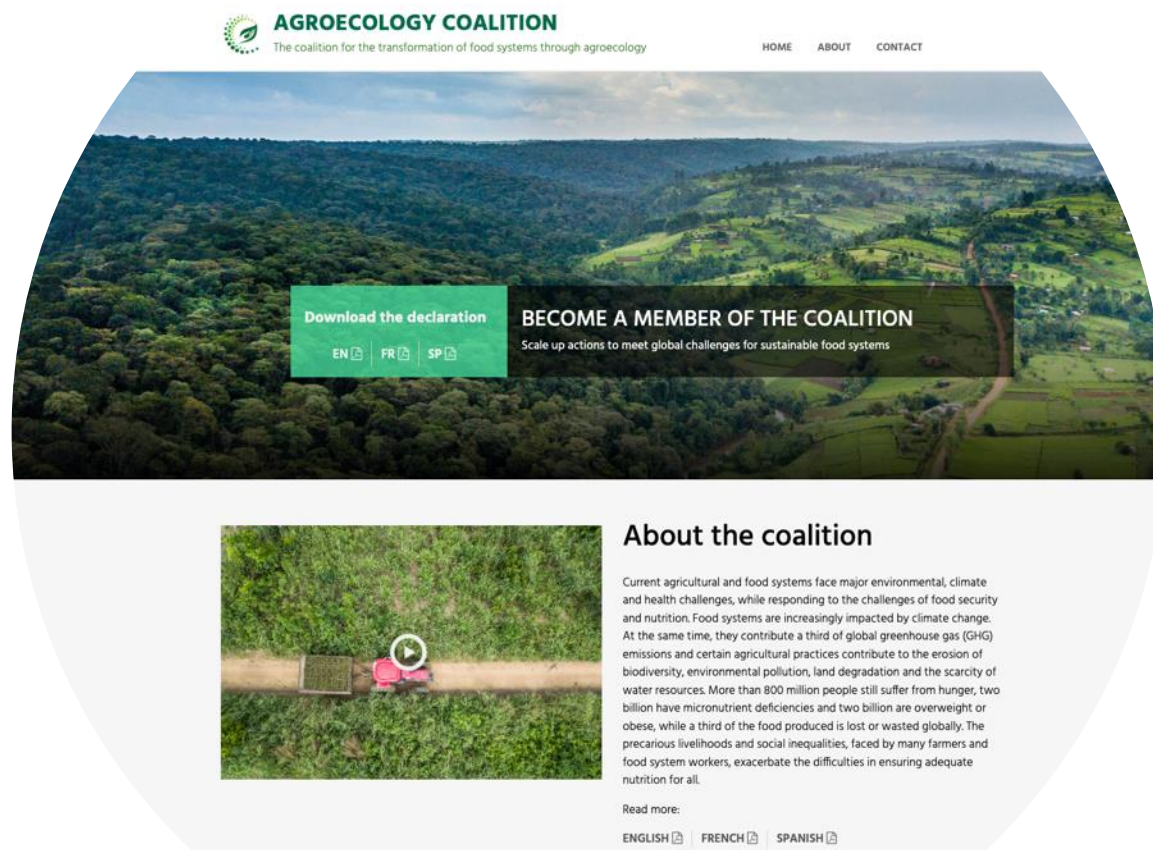 AGROECOLOGY COALITION
The coalition for the transformation of food systems through agroecology
HOME ABOUT CONTACT
Download the declaration
EN FR SP
BECOME A MEMBER OF THE COALITION
Scale up actions to meet global challenges for sustainable food systems
About the coalition
Current agricultural and food systems face major environmental, climate
and health challenges, while responding to the challenges of food security
and nutrition. Food systems are increasingly impacted by climate change.
At the same time, they contribute a third of global greenhouse gas (GHG)
emissions and certain agricultural practices contribute to the erosion of
biodiversity, environmental pollution, land degradation and the scarcity of
water resources. More than 800 million people still suffer from hunger, two
billion have micronutrient deficiencies and two billion are overweight or
obese, while a third of the food produced is lost or wasted globally. The
precarious livelihoods and social inequalities, faced by many farmers and
food system workers, exacerbate the difficulties in ensuring adequate
nutrition for all.
Read more:
ENGLISH FRENCH SPANISH